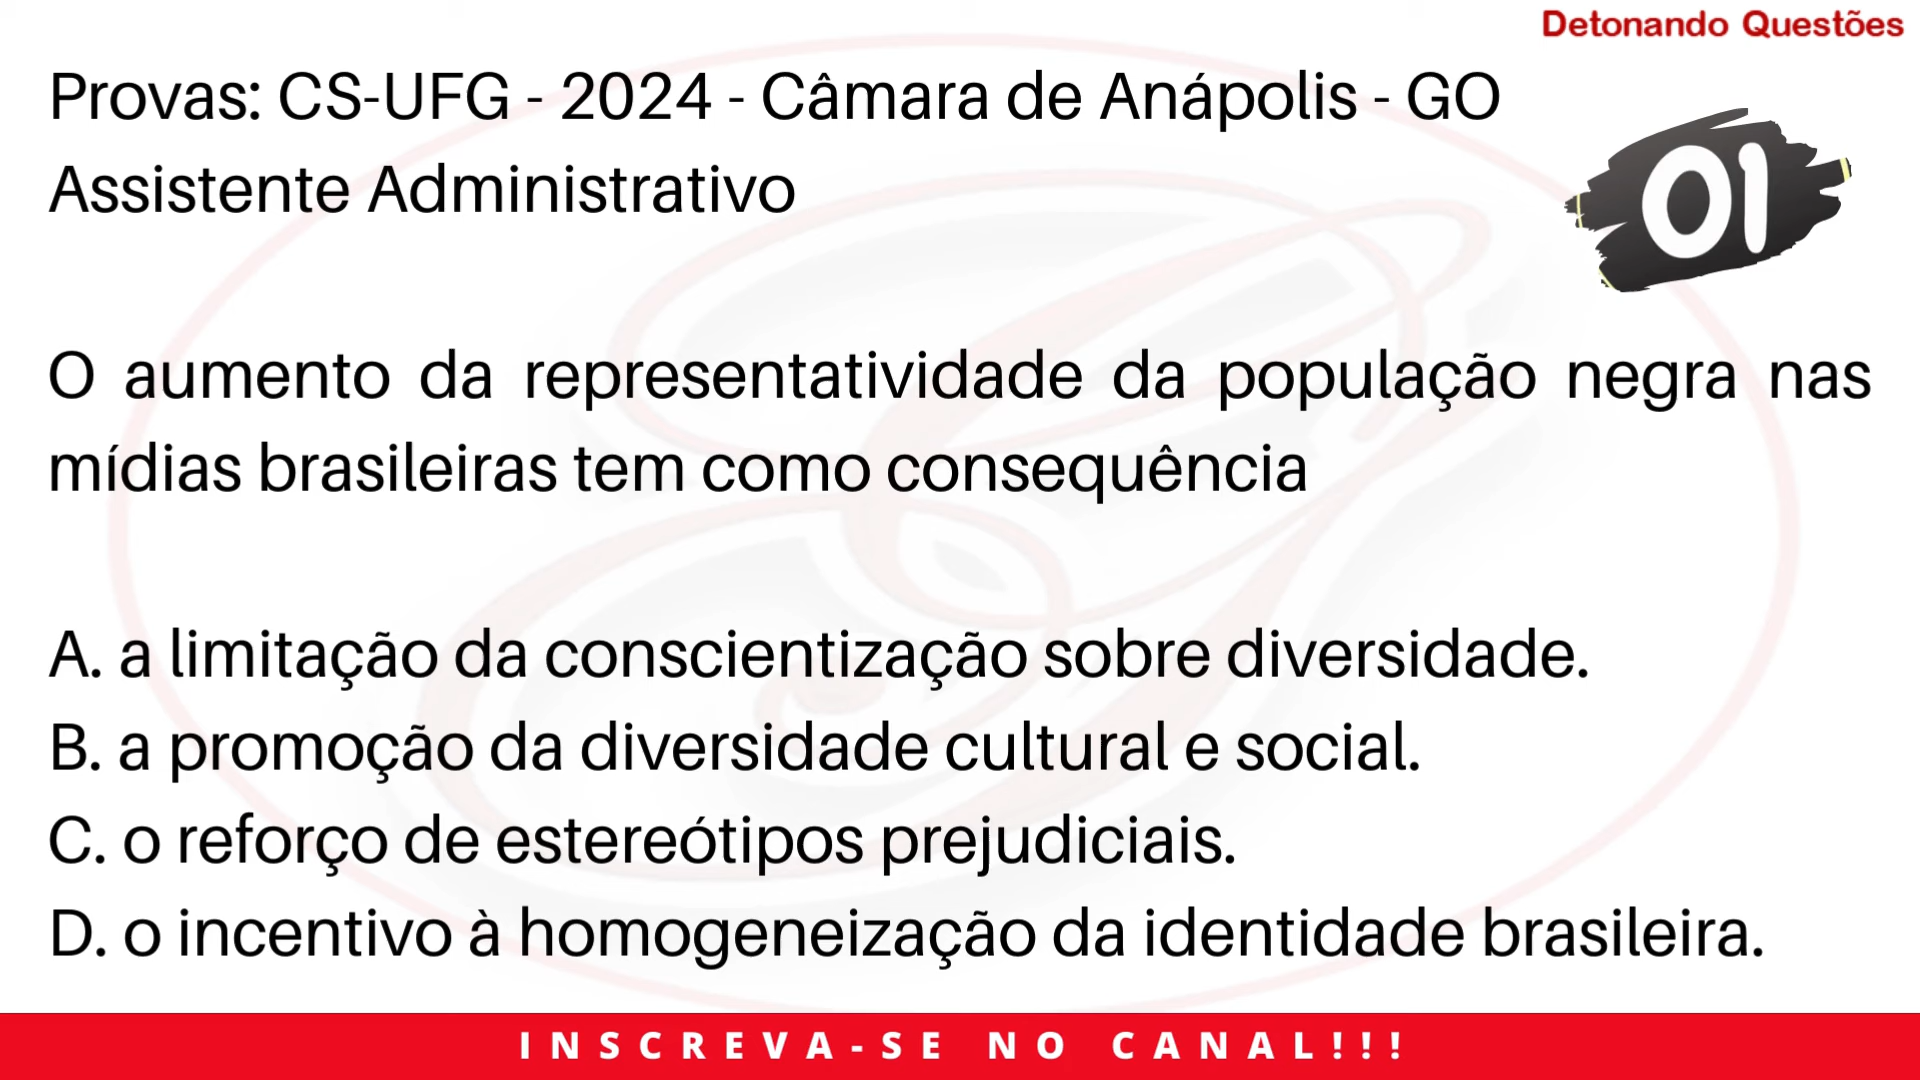 Detonando Questões
Provas: CS-UFG - 2024 - Câmara de Anápolis - GO
Assistente Administrativo
01
O aumento da representatividade da população negra nas
mídias brasileiras tem como consequência
A. a limitação da conscientização sobre diversidade.
B. a promoção da diversidade cultural e social.
C. o reforço de estereótipos prejudiciais.
D. o incentivo à homogeneização da identidade brasileira.
INSCREVA-SE NO CANAL!!!